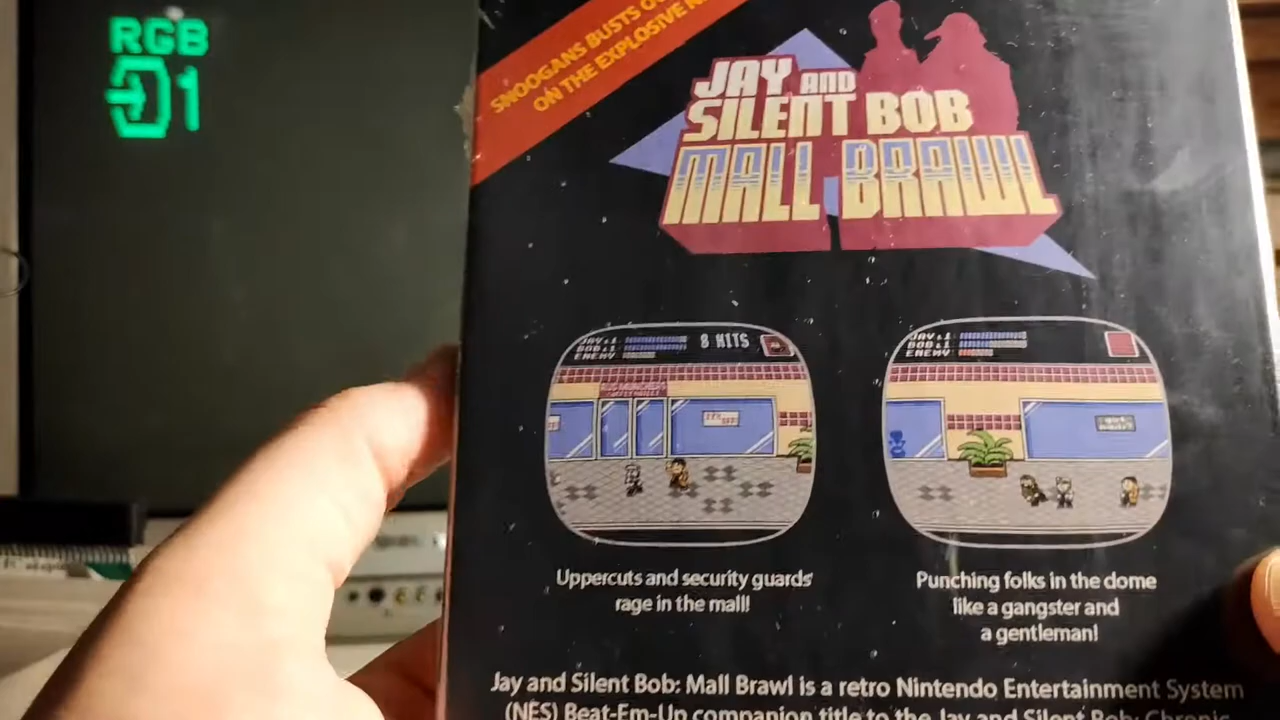 RGB
1
SNOOGANS BUSTS
ON THE EXPLOSIVE
JAY AND
SILENT BOB
MALL BRAWL
JAY
BOB
ENEMY
8 HITS
JAY
BOB
ENEMY
Uppercuts and security guards
rage in the mall!
Punching folks in the dome
like a gangster and
a gentleman!
Jay and Silent Bob: Mall Brawl is a retro Nintendo Entertainment System
(NES) Beat-Em-Up companion title to the Jay and Silent Bob: Chronic